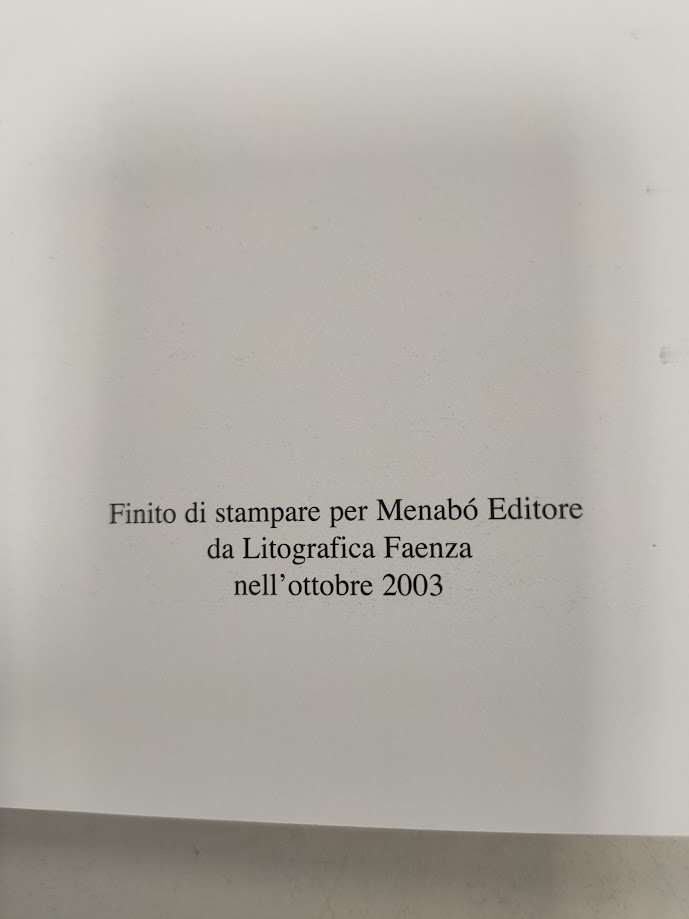 Finito di stampare per Menabó Editore
da Litografica Faenza
nell'ottobre 2003